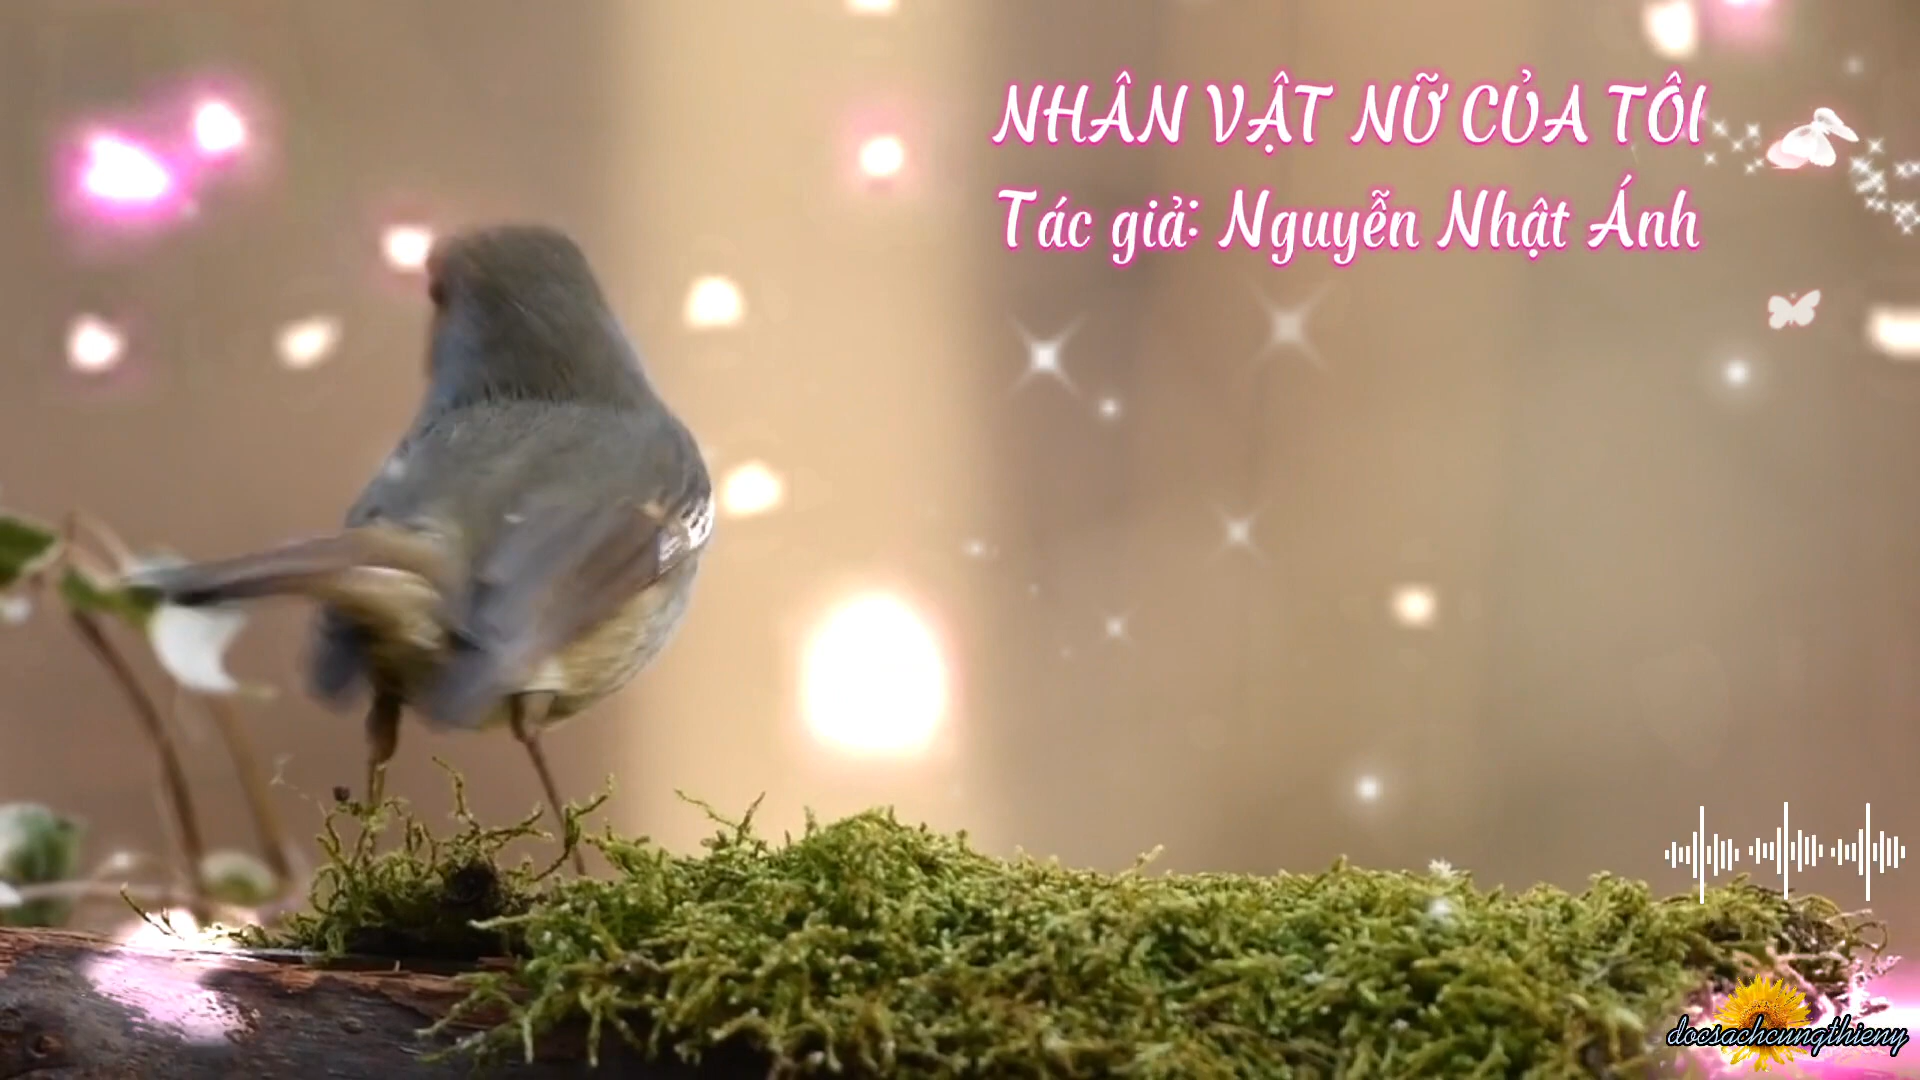 NHÂN VẬT NỮ CỦA TÔI
Tác giả: Nguyễn Nhật Ánh
docsachcungthieny